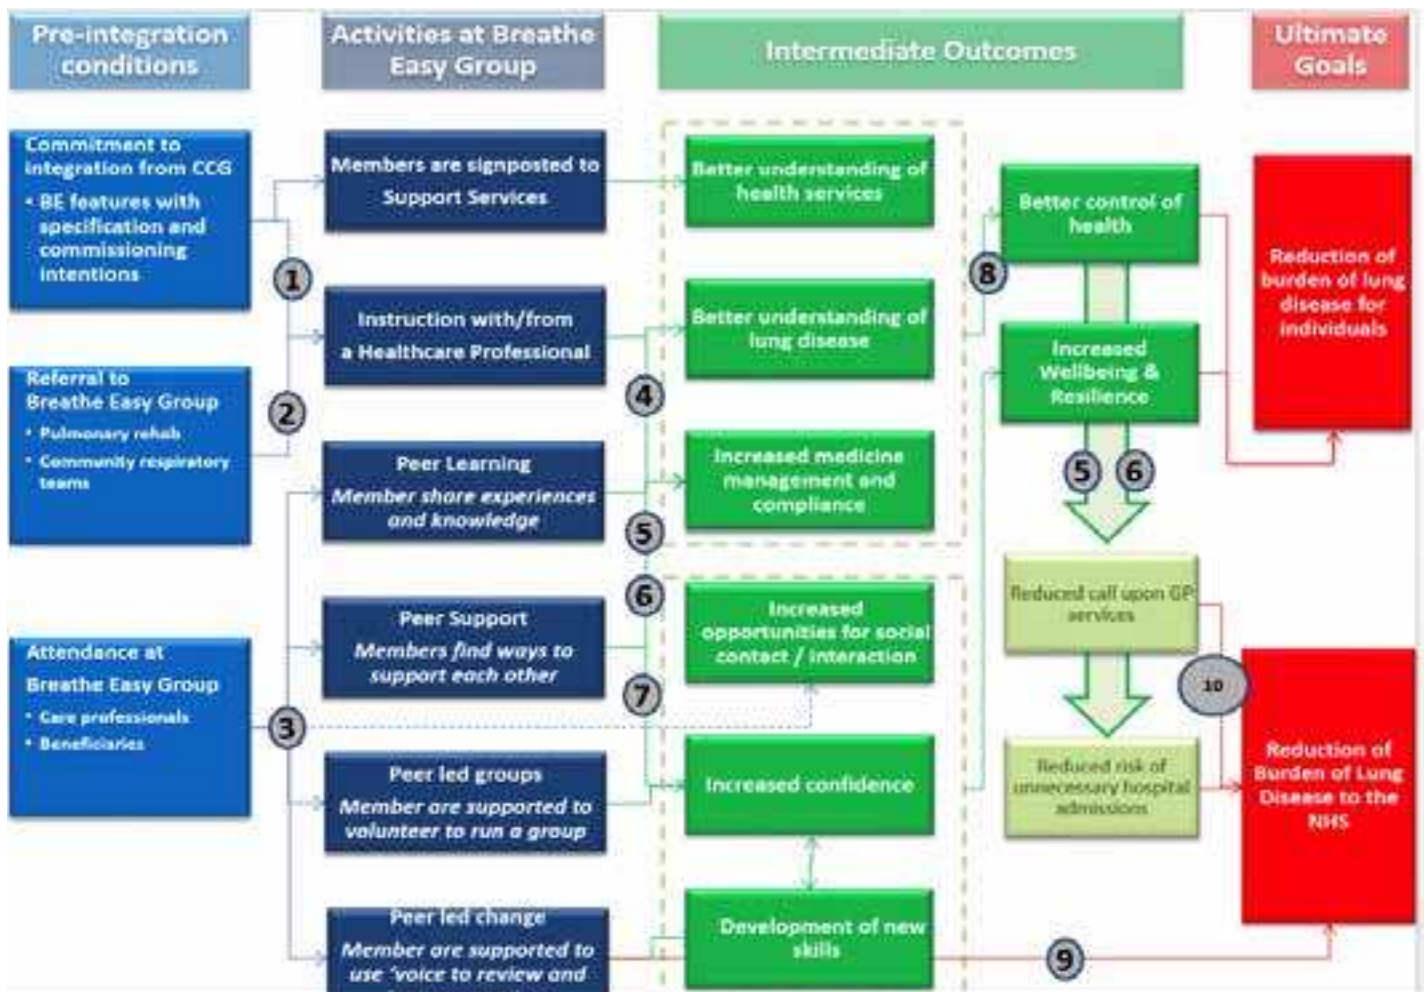 Pre-integration
conditions
Activities at Breathe
Easy Group
Intermediate Outcomes
Ultimate
Goals
Commitment to
integration from CCG
• BE features with
specification and
commissioning
intentions
Referral to
Breathe Easy Group
• Pulmonary rehab
• Community respiratory
teams
Attendance at
Breathe Easy Group
• Care professionals
• Beneficiaries
1
2
3
Members are signposted to
Support Services
Instruction with/from
a Healthcare Professional
Peer Learning
Member share experiences
and knowledge
Peer Support
Members find ways to
support each other
Peer led groups
Member are supported to
volunteer to run a group
Peer led change
Member are supported to
use 'voice to review and
4
5
6
7
Better understanding of
health services
Better understanding of
lung disease
Increased medicine
management and
compliance
Increased
opportunities for social
contact / interaction
Increased confidence
Development of new
skills
8
Better control of
health
Increased
Wellbeing &
Resilience
5
6
Reduced call upon GP
services
Reduced risk of
unnecessary hospital
admissions
10
9
Reduction of
burden of lung
disease for
individuals
Reduction of
Burden of Lung
Disease to the
NHS